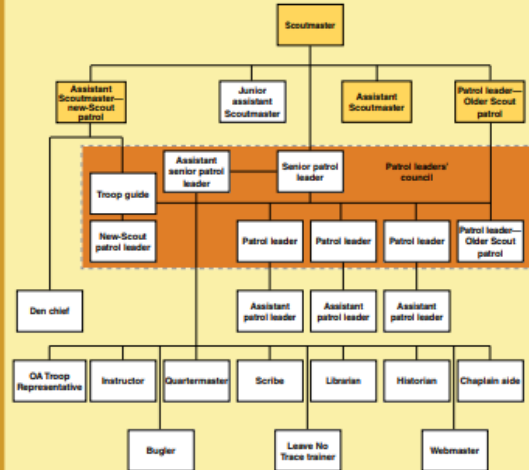 Scoutmaster
Assistant
Scoutmaster—
new-Scout
patrol
Junior
assistant
Scoutmaster
Assistant
Scoutmaster
Patrol leader—
Older Scout
patrol
Assistant
senior patrol
leader
Senior patrol
leader
Patrol leaders'
council
Troop guide
New-Scout
patrol leader
Patrol leader
Patrol leader
Patrol leader
Patrol leader—
Older Scout
patrol
Den chief
Assistant
patrol leader
Assistant
patrol leader
Assistant
patrol leader
OA Troop
Representative
Instructor
Quartermaster
Scribe
Librarian
Historian
Chaplain aide
Bugler
Leave No
Trace trainer
Webmaster